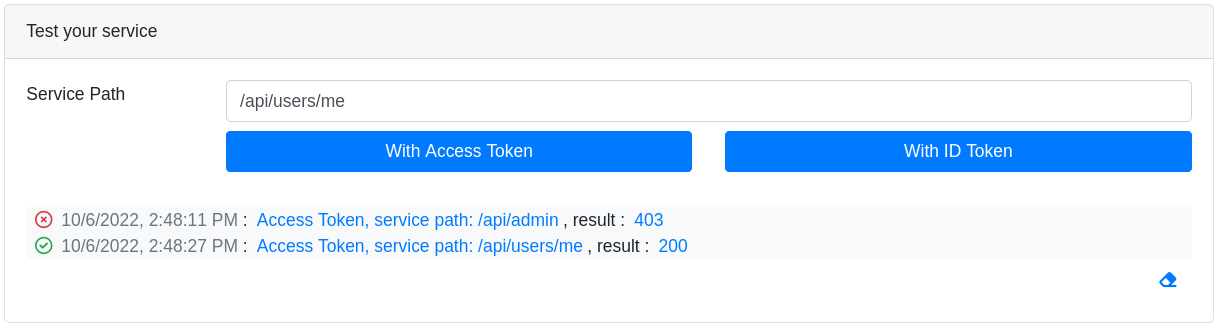 Test your service
Service Path
/api/users/me
With Access Token
With ID Token
10/6/2022, 2:48:11 PM : Access Token, service path: /api/admin , result : 403
10/6/2022, 2:48:27 PM : Access Token, service path: /api/users/me , result : 200